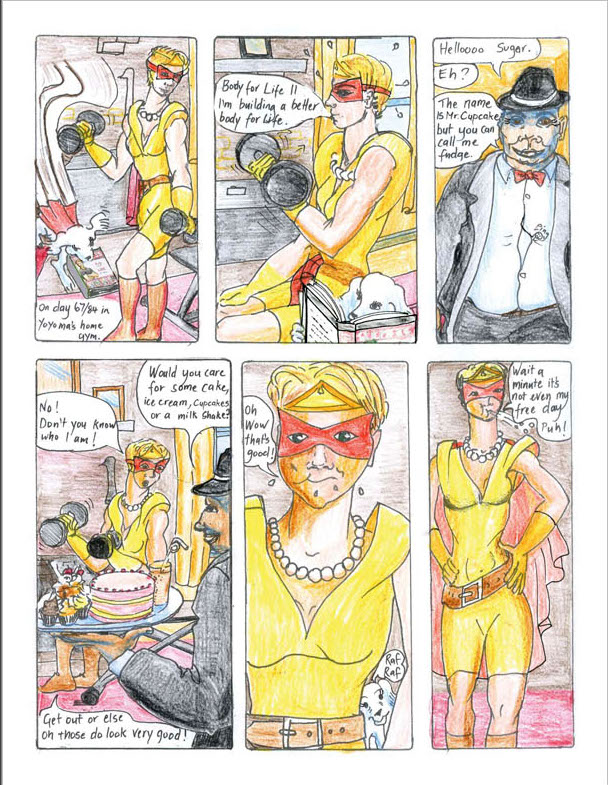 On day 67/84 in
Yoyoma's home
gym.
Body for Life II
I'm building a better
body for Life.
Helloooo Sugar.
Eh?
The name
is Mr. Cupcake
but you can
call me
fudge.
No!
Don't you know
who I am!
Would you care
for some cake,
ice cream, cupcakes
or a milk shake?
Get out or else
oh those do look very good!
Oh
Wow
that's
good!
Raf
Raf
Wait a
minute it's
not even my
free day
Puh!